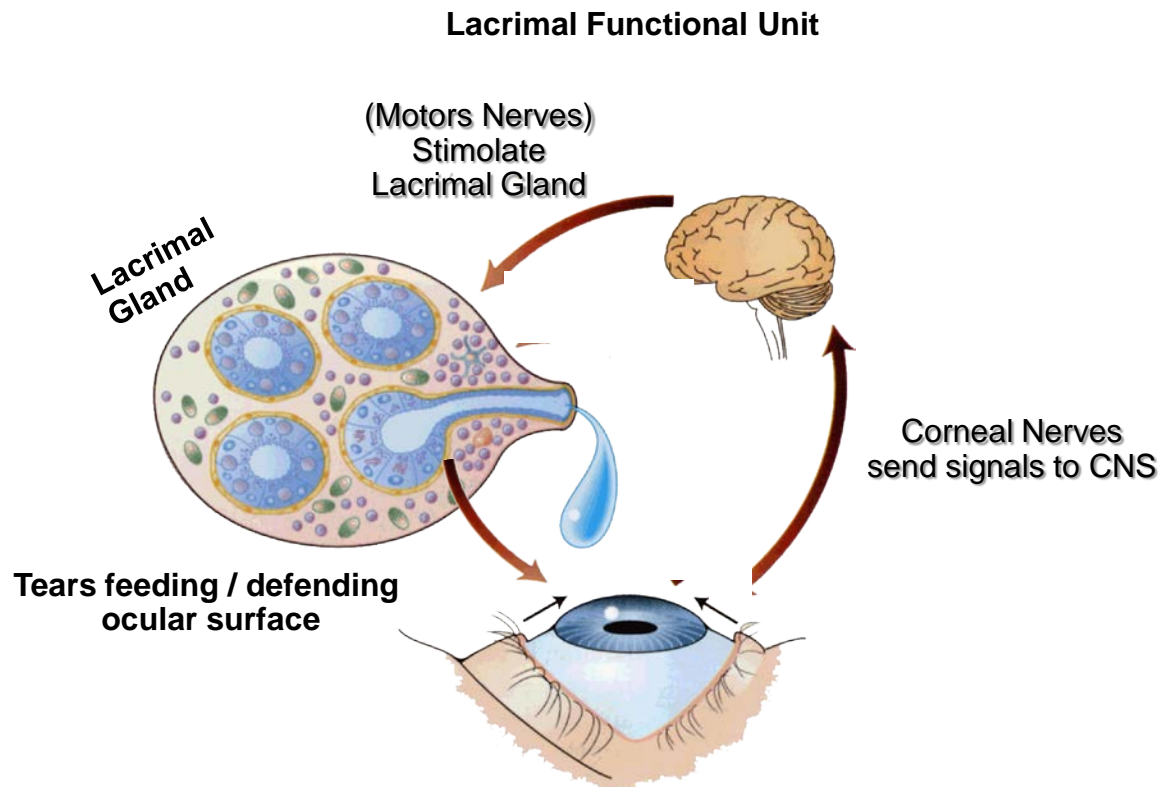 Lacrimal Functional Unit
(Motors Nerves)
Stimolate
Lacrimal Gland
Lacrimal
Gland
Corneal Nerves
send signals to CNS
Tears feeding / defending
ocular surface